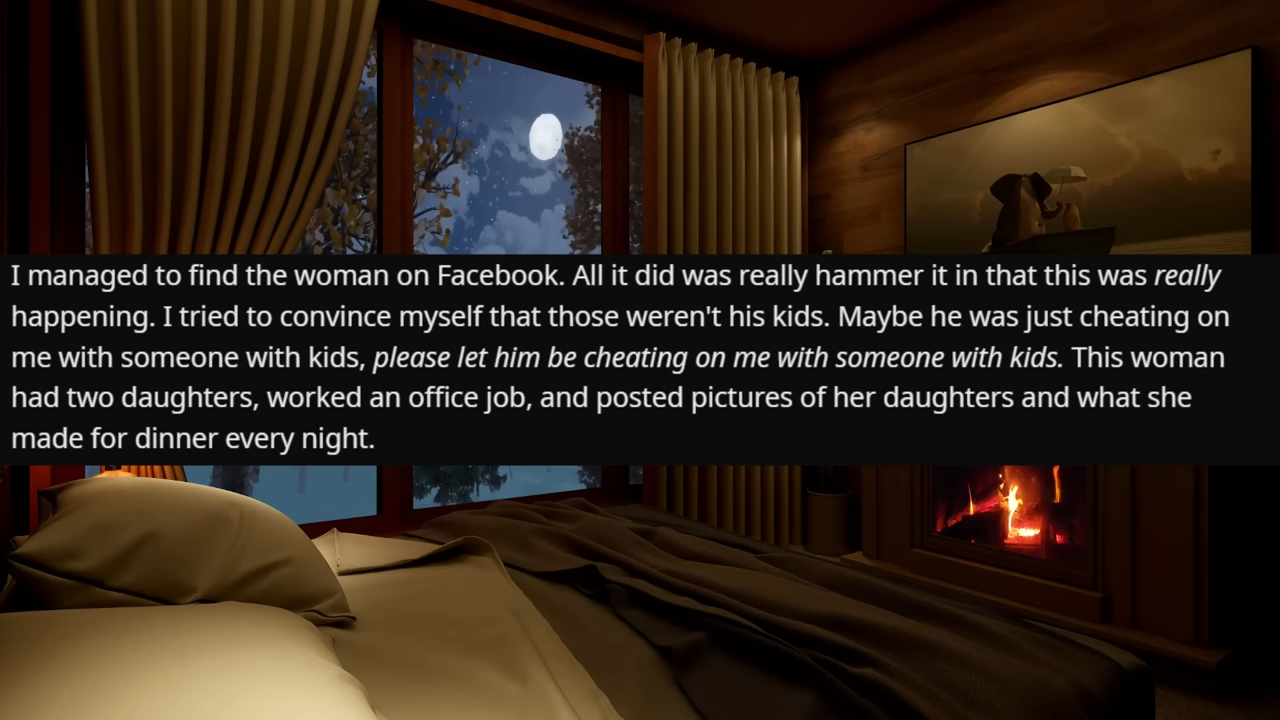 I managed to find the woman on Facebook. All it did was really hammer it in that this was really
happening. I tried to convince myself that those weren't his kids. Maybe he was just cheating on
me with someone with kids, please let him be cheating on me with someone with kids. This woman
had two daughters, worked an office job, and posted pictures of her daughters and what she
made for dinner every night.